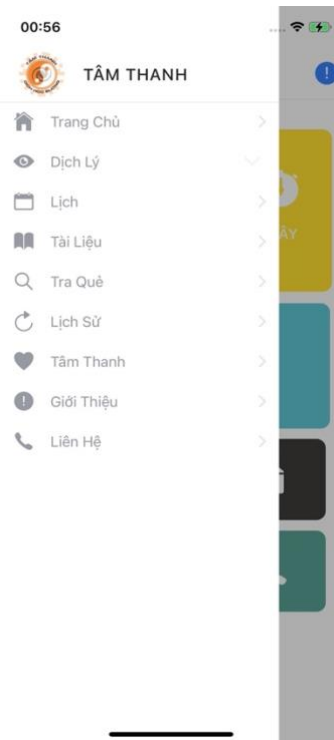 00:56
TÂM THANH
Trang Chủ
Dịch Lý
Lịch
Tài Liệu
Tra Quẻ
Lịch Sử
Tâm Thanh
Giới Thiệu
Liên Hệ
ÂY